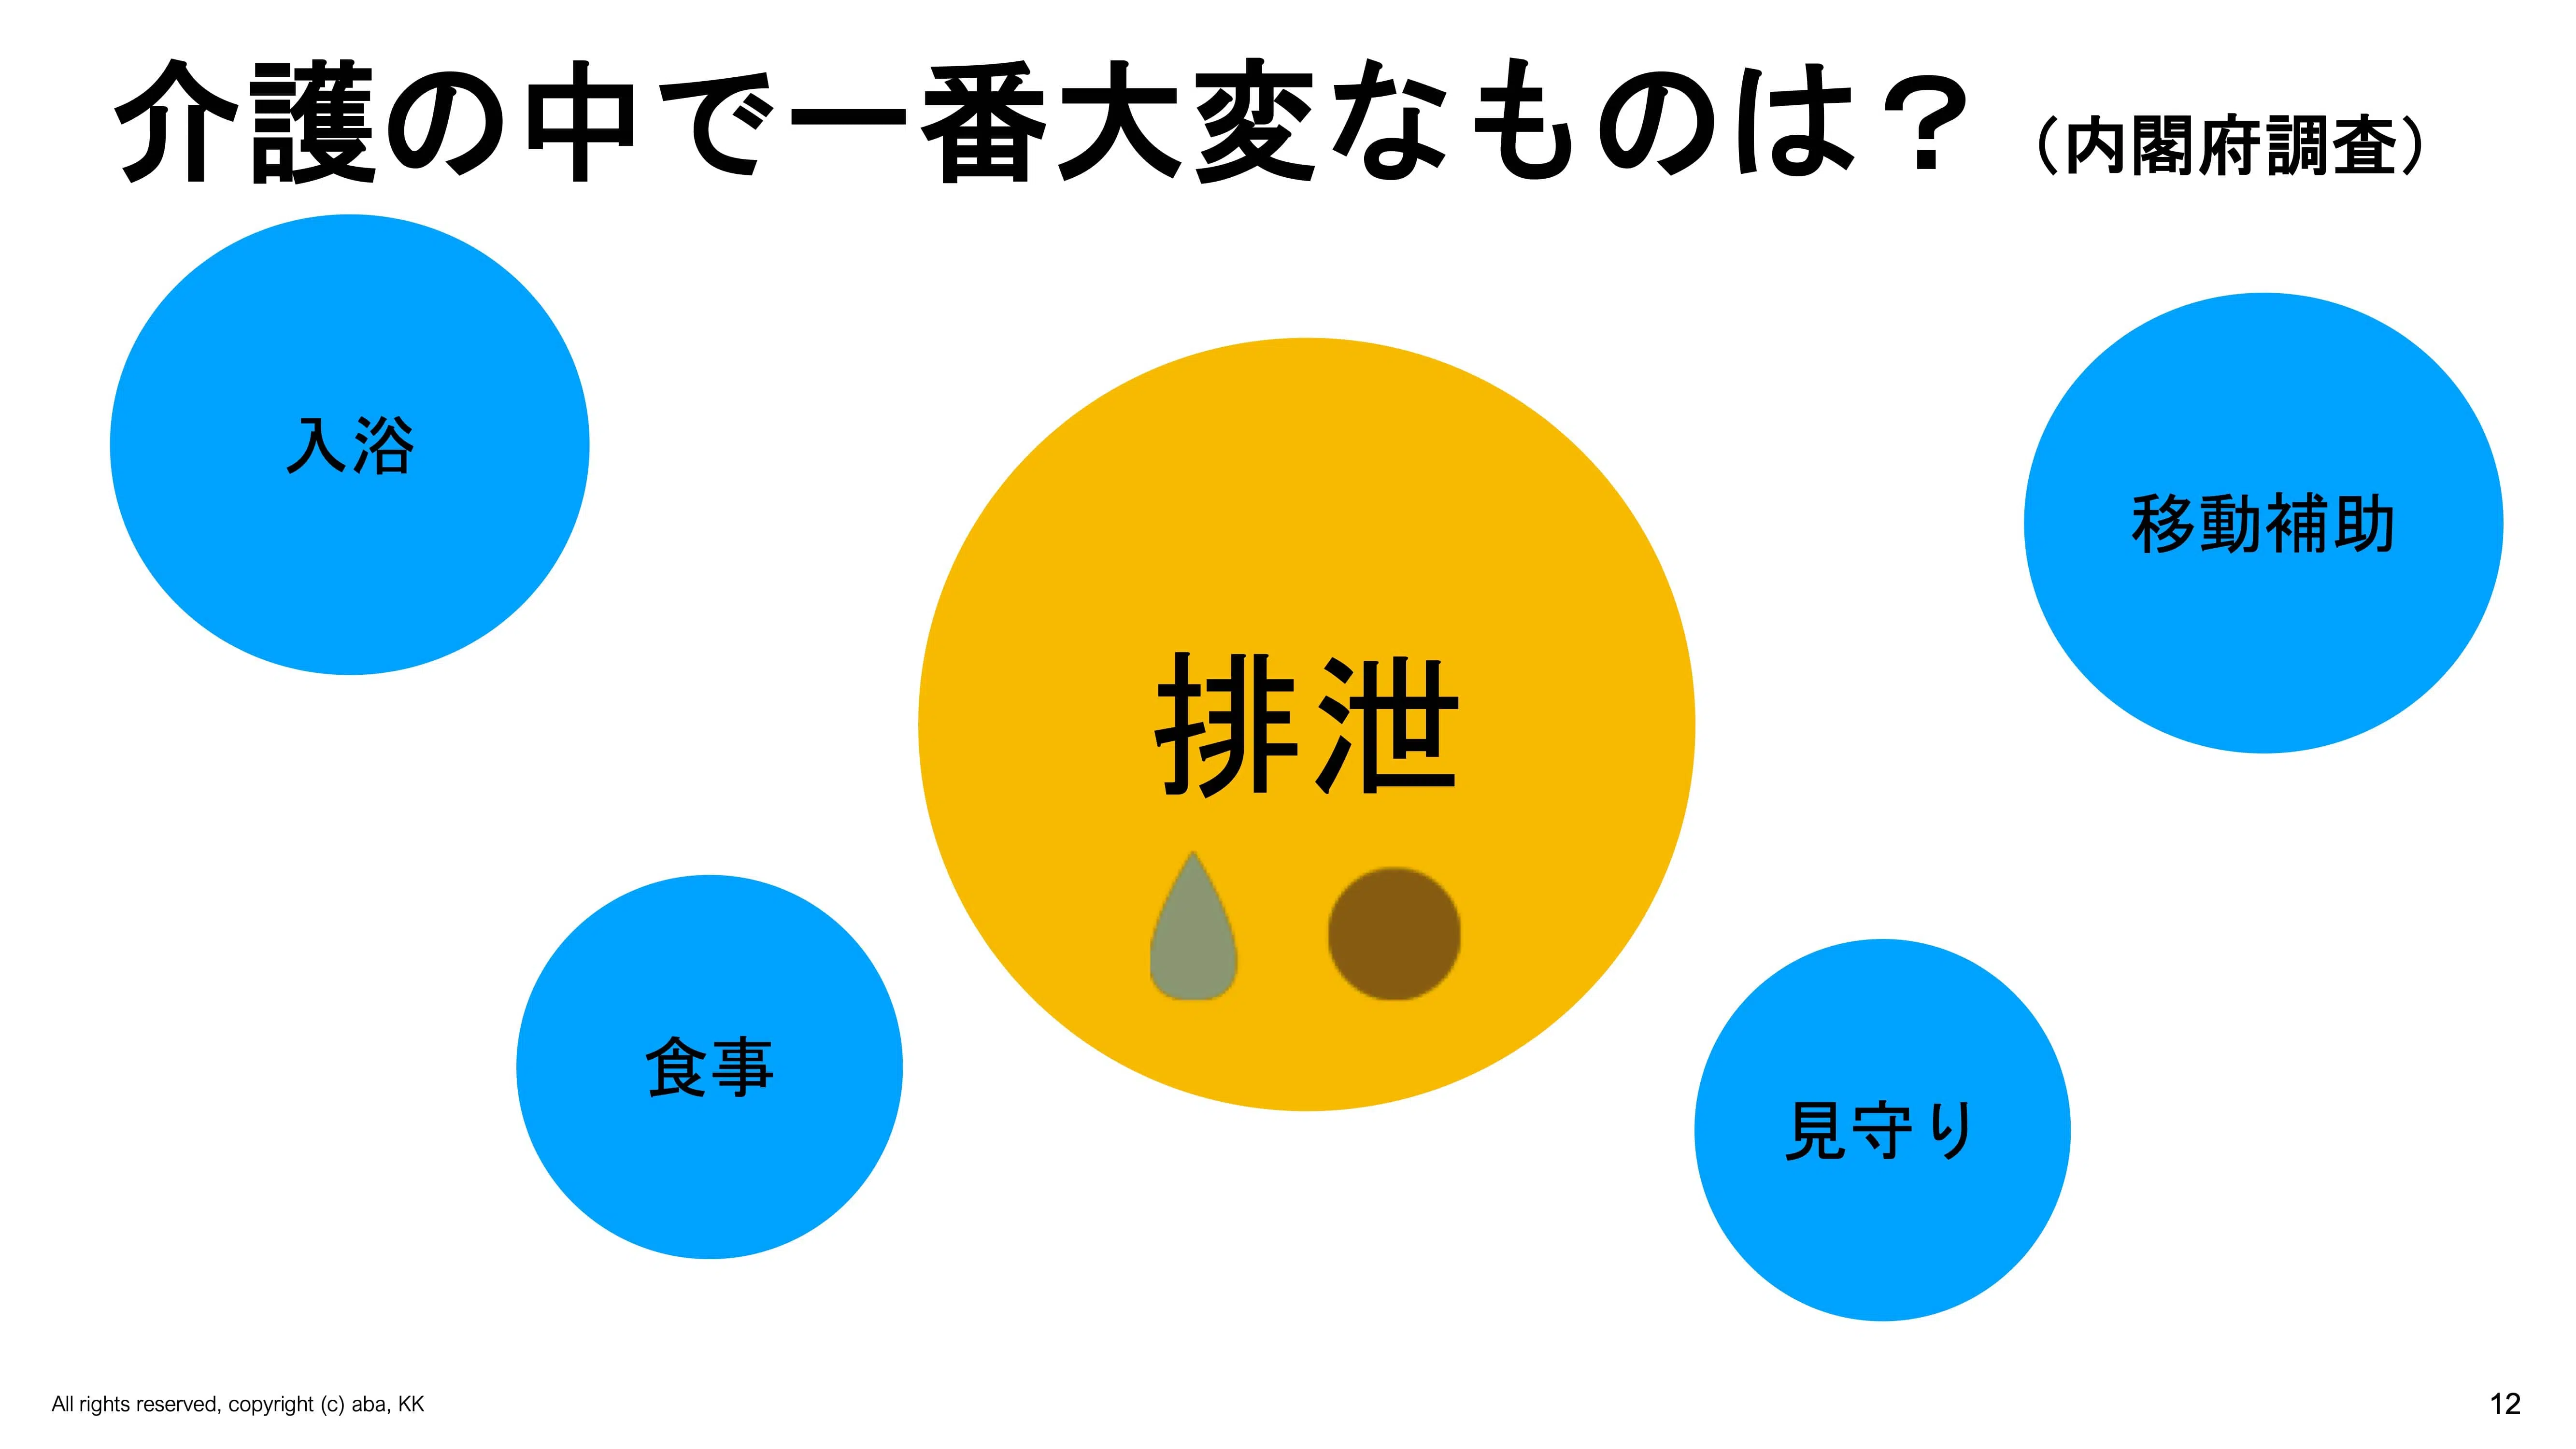 介護の中で一番大変なものは？（内閣府調査）
入浴
移動補助
排泄
食事
見守り
All rights reserved, copyright (c) aba, KK
12